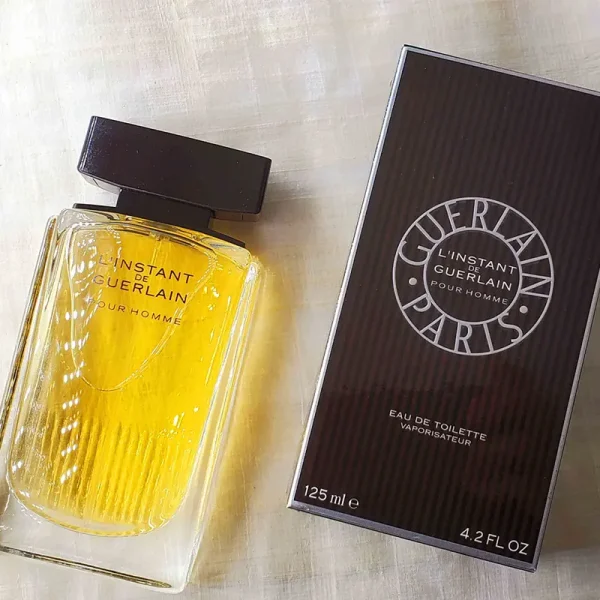 L'INSTANT
DE
GUERLAIN
POUR HOMME
GUERLAIN
L'INSTANT
DE
GUERLAIN
POUR HOMME
PARIS
EAU DE TOILETTE
VAPORISATEUR
125 ml e
4.2 FL OZ